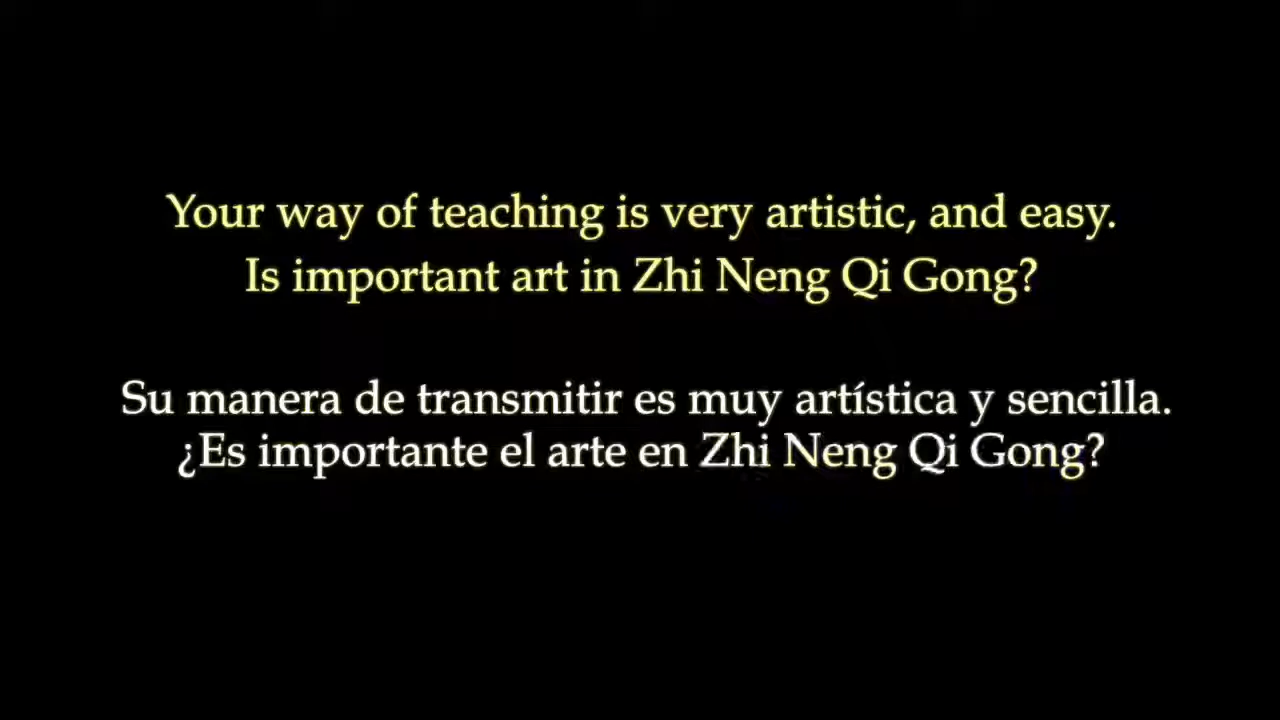 Your way of teaching is very artistic, and easy.
Is important art in Zhi Neng Qi Gong?
Su manera de transmitir es muy artística y sencilla.
¿Es importante el arte en Zhi Neng Qi Gong?